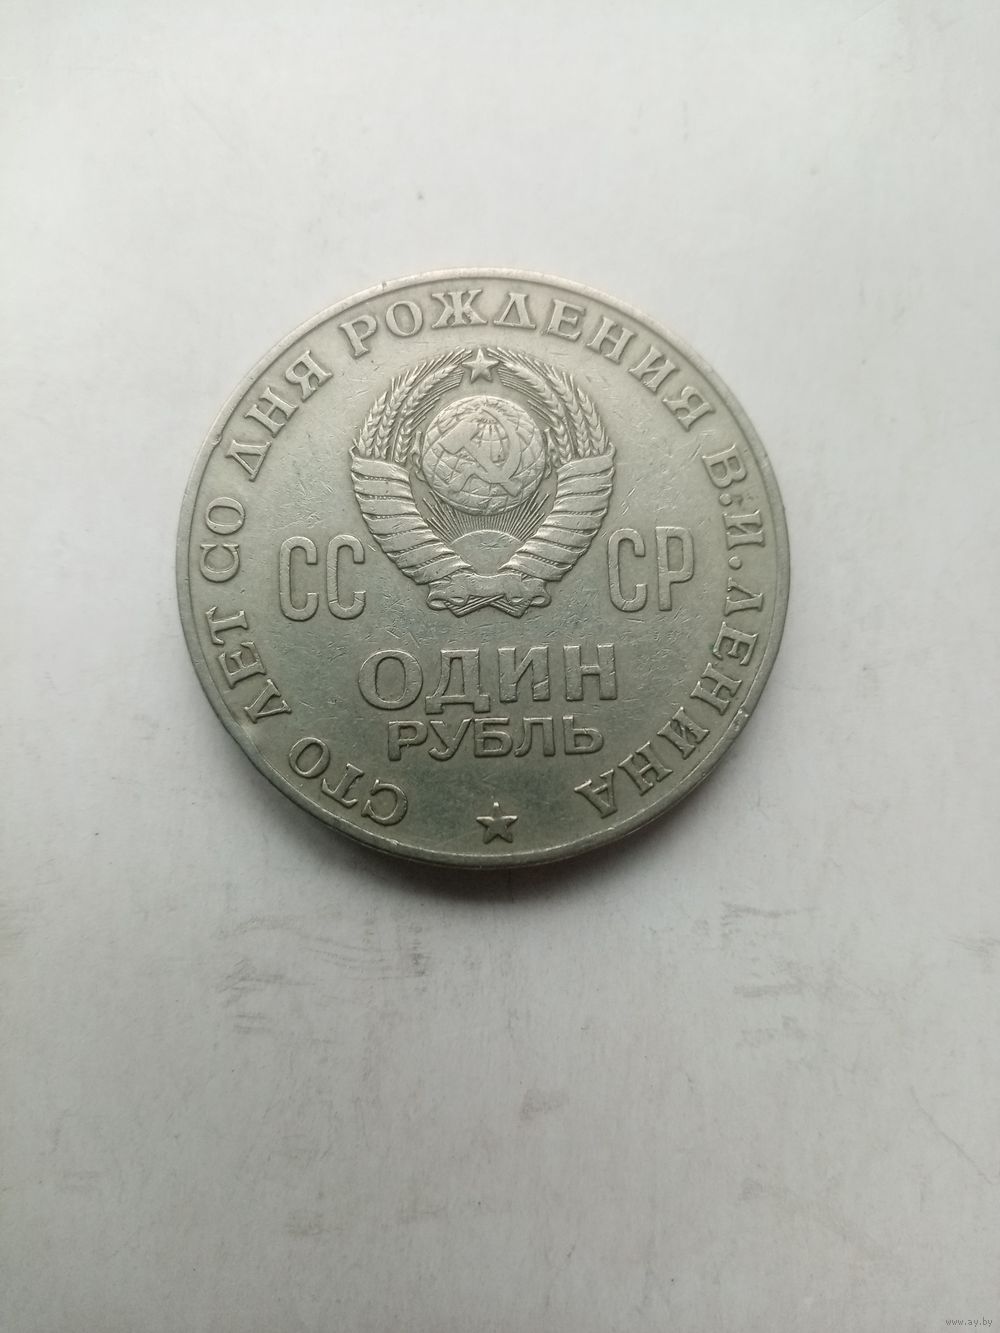 СТО ЛЕТ СО ДНЯ РОЖДЕНИЯ В.И.ЛЕНИНА
СС СР
ОДИН
РУБЛЬ
www.ay.by